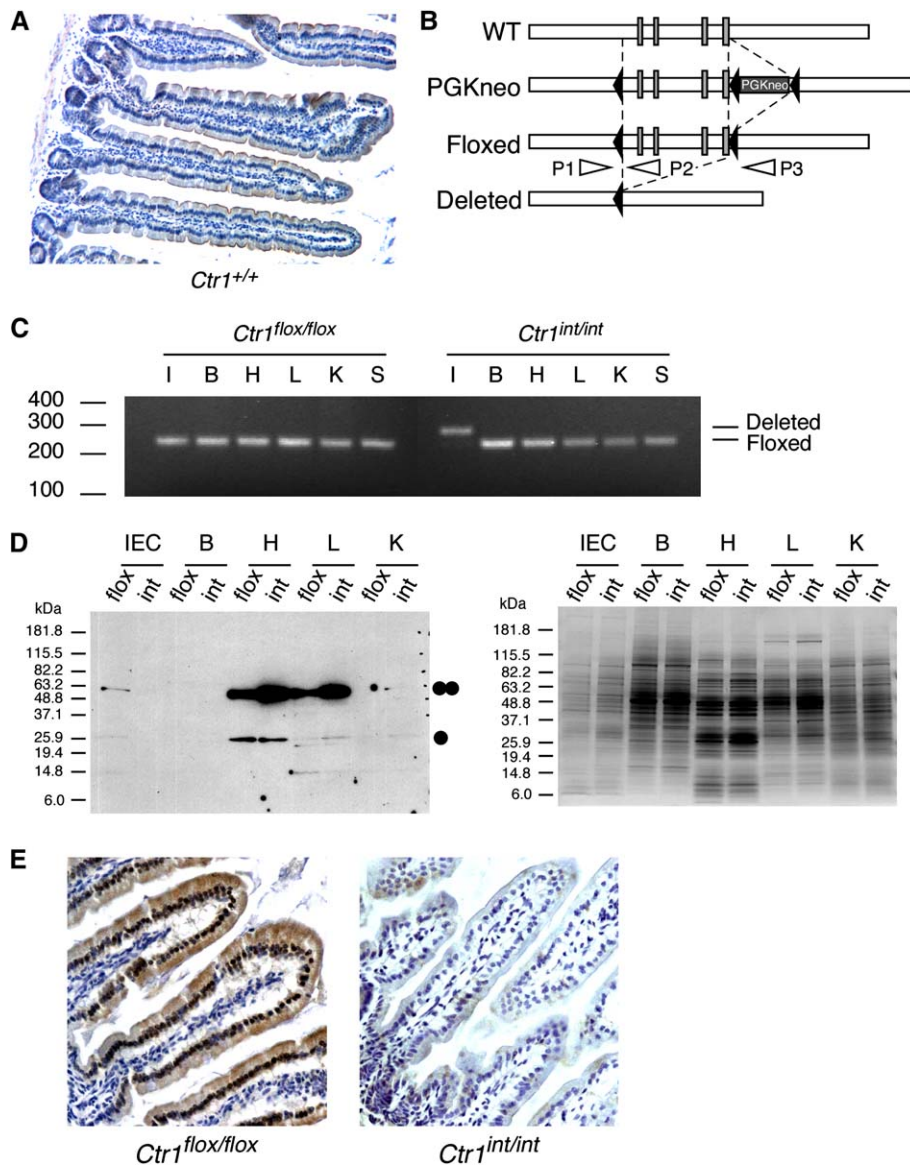 A
Ctr1+/+
B
WT
PGKneo
PGKneo
Floxed
P1 P2 P3
Deleted
C
Ctr1flox/flox Ctr1int/int
I B H L K S I B H L K S
400
300
200
100
Deleted
Floxed
D
IEC B H L K
flox int flox int flox int flox int flox int
kDa
181.8
115.5
82.2
63.2
48.8
37.1
25.9
19.4
14.8
6.0
IEC B H L K
flox int flox int flox int flox int flox int
kDa
181.8
115.5
82.2
63.2
48.8
37.1
25.9
19.4
14.8
6.0
E
Ctr1flox/flox
Ctr1int/int